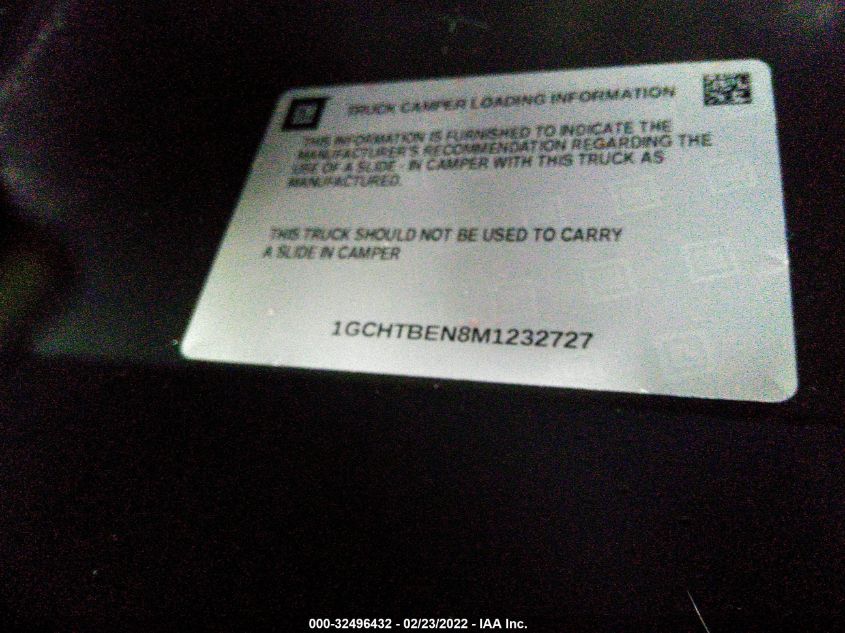 GM
TRUCK CAMPER LOADING INFORMATION
THIS INFORMATION IS FURNISHED TO INDICATE THE
MANUFACTURER'S RECOMMENDATION REGARDING THE
USE OF A SLIDE - IN CAMPER WITH THIS TRUCK AS
MANUFACTURED.
THIS TRUCK SHOULD NOT BE USED TO CARRY
A SLIDE IN CAMPER
1GCHTBEN8M1232727
000-32496432 - 02/23/2022 - IAA Inc.